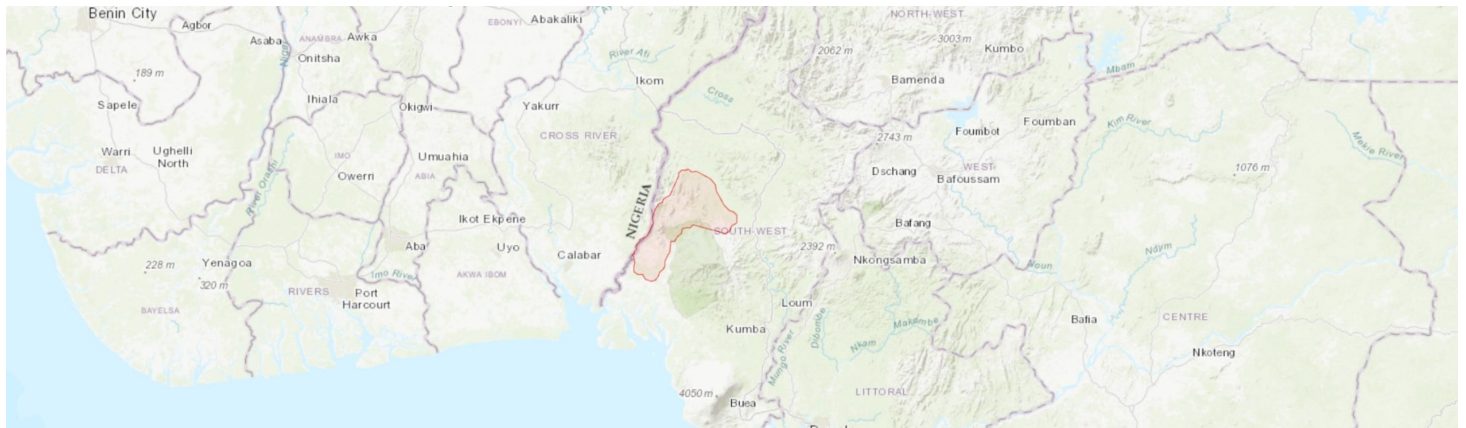 Benin City
Agbor
Asaba
ANAMBRA
Awka
Onitsha
EBONYI
Abakaliki
River Afi
Ikom
NORTH-WEST
2062 m
3003 m
Kumbo
Bamenda
Mbam
189 m
Niger
Sapele
Ihiala
Okigwi
Yakurr
Cross
CROSS RIVER
2743 m
Foumbot
Foumban
Kim River
Mekie River
1076 m
Warri
Ughelli
North
DELTA
River Orashi
IMO
Owerri
Umuahia
ABIA
Dschang
WEST
Bafoussam
NIGERIA
Ikot Ekpene
Calabar
Uyo
Aba
SOUTH-WEST
2392 m
Bafang
Nkongsamba
Noun
Ndym
228 m
Yenagoa
320 m
RIVERS
Port
Harcourt
Imo River
AKWA IBOM
BAYELSA
Loum
Kumba
Mungo River
Dibombe
Makombe
Nkam
Bafia
CENTRE
Nkoteng
4050 m
Buea
LITTORAL